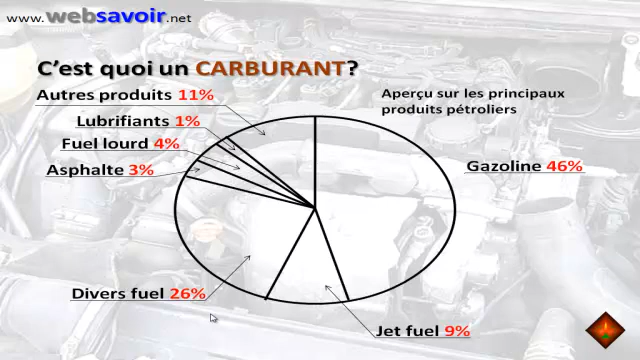 www.websavoir.net
C'est quoi un CARBURANT?
Autres produits 11%
Aperçu sur les principaux
produits pétroliers
Lubrifiants 1%
Fuel lourd 4%
Asphalte 3%
Gazoline 46%
Divers fuel 26%
Jet fuel 9%